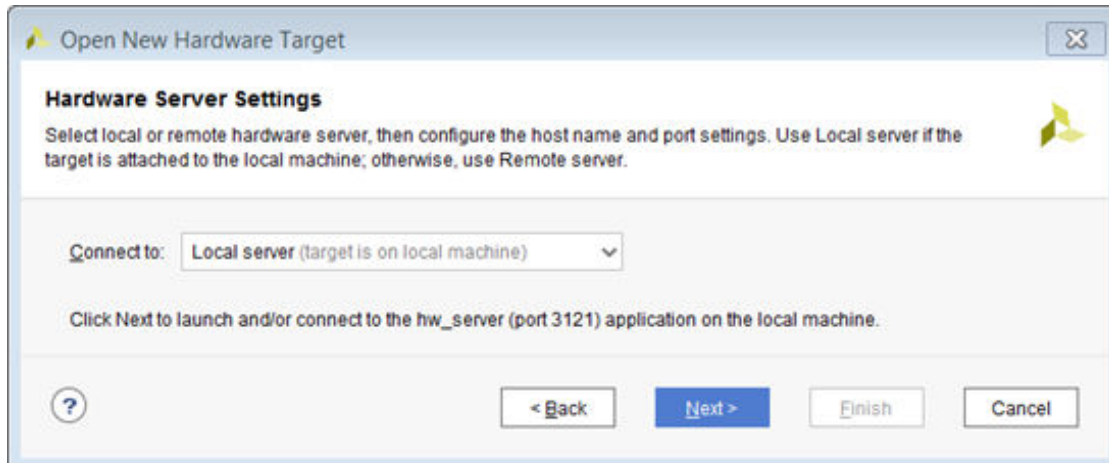 Open New Hardware Target
Hardware Server Settings
Select local or remote hardware server, then configure the host name and port settings. Use Local server if the
target is attached to the local machine; otherwise, use Remote server.
Connect to: Local server (target is on local machine)
Click Next to launch and/or connect to the hw_server (port 3121) application on the local machine.
? < Back Next > Finish Cancel